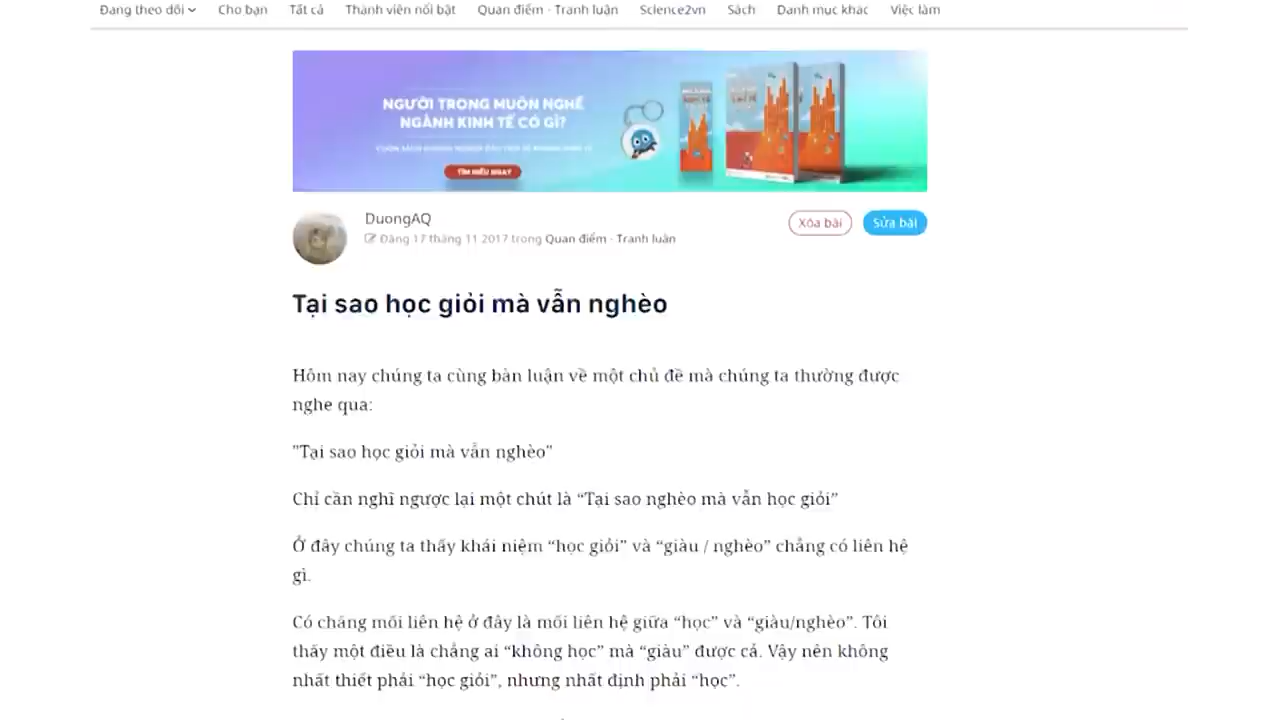 Đang theo dõi
Cho bạn
Tất cả
Thành viên nổi bật
Quan điểm - Tranh luận
Science2vn
Sách
Danh mục khác
Việc làm
NGƯỜI TRONG MUÔN NGHỀ
NGÀNH KINH TẾ CÓ GÌ?
TÌM HIỂU NGAY
DuongAQ
Đăng 17 tháng 11 2017 trong Quan điểm - Tranh luận
Xóa bài
Sửa bài
Tại sao học giỏi mà vẫn nghèo
Hôm nay chúng ta cùng bàn luận về một chủ đề mà chúng ta thường được
nghe qua:
"Tại sao học giỏi mà vẫn nghèo”
Chỉ cần nghĩ ngược lại một chút là “Tại sao nghèo mà vẫn học giỏi”
Ở đây chúng ta thấy khái niệm “học giỏi” và “giàu / nghèo” chẳng có liên hệ
gì.
Có chăng mối liên hệ ở đây là mối liên hệ giữa “học” và “giàu/nghèo”. Tôi
thấy một điều là chẳng ai “không học” mà “giàu” được cả. Vậy nên không
nhất thiết phải “học giỏi”, nhưng nhất định phải “học”.